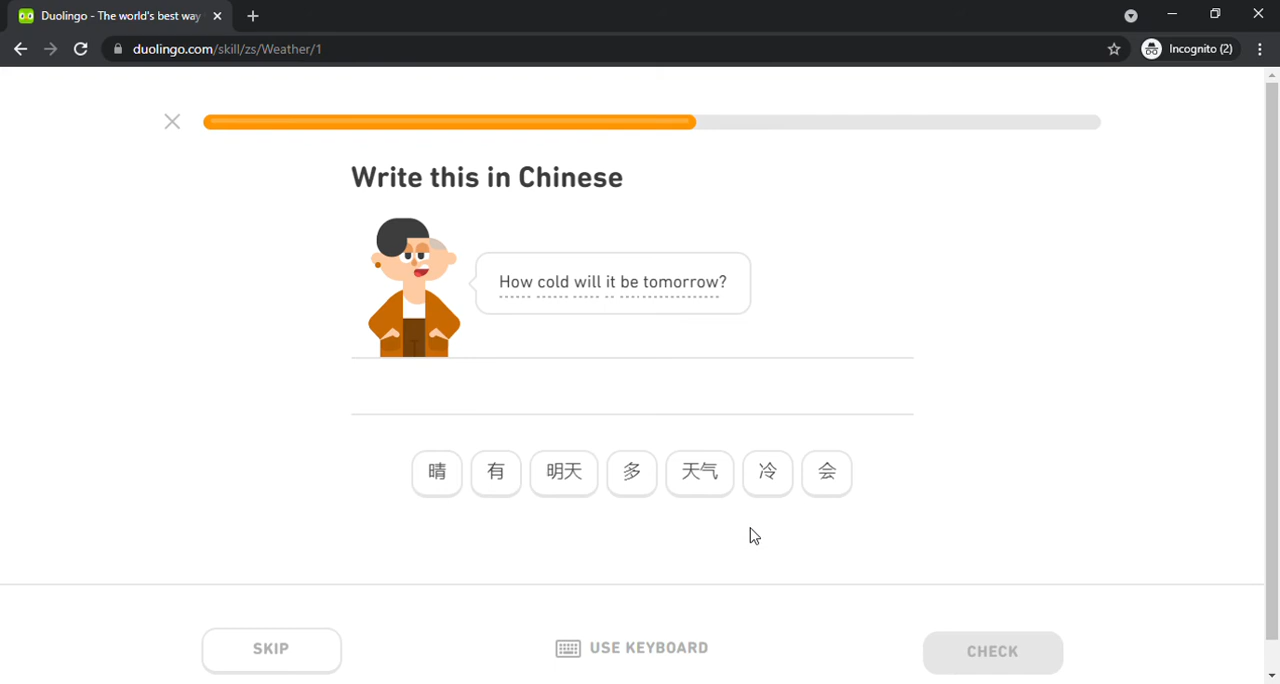 Duolingo - The world's best way
duolingo.com/skill/zs/Weather/1
Incognito (2)
Write this in Chinese
How cold will it be tomorrow?
晴 有 明天 多 天气 冷 会
SKIP
USE KEYBOARD
CHECK